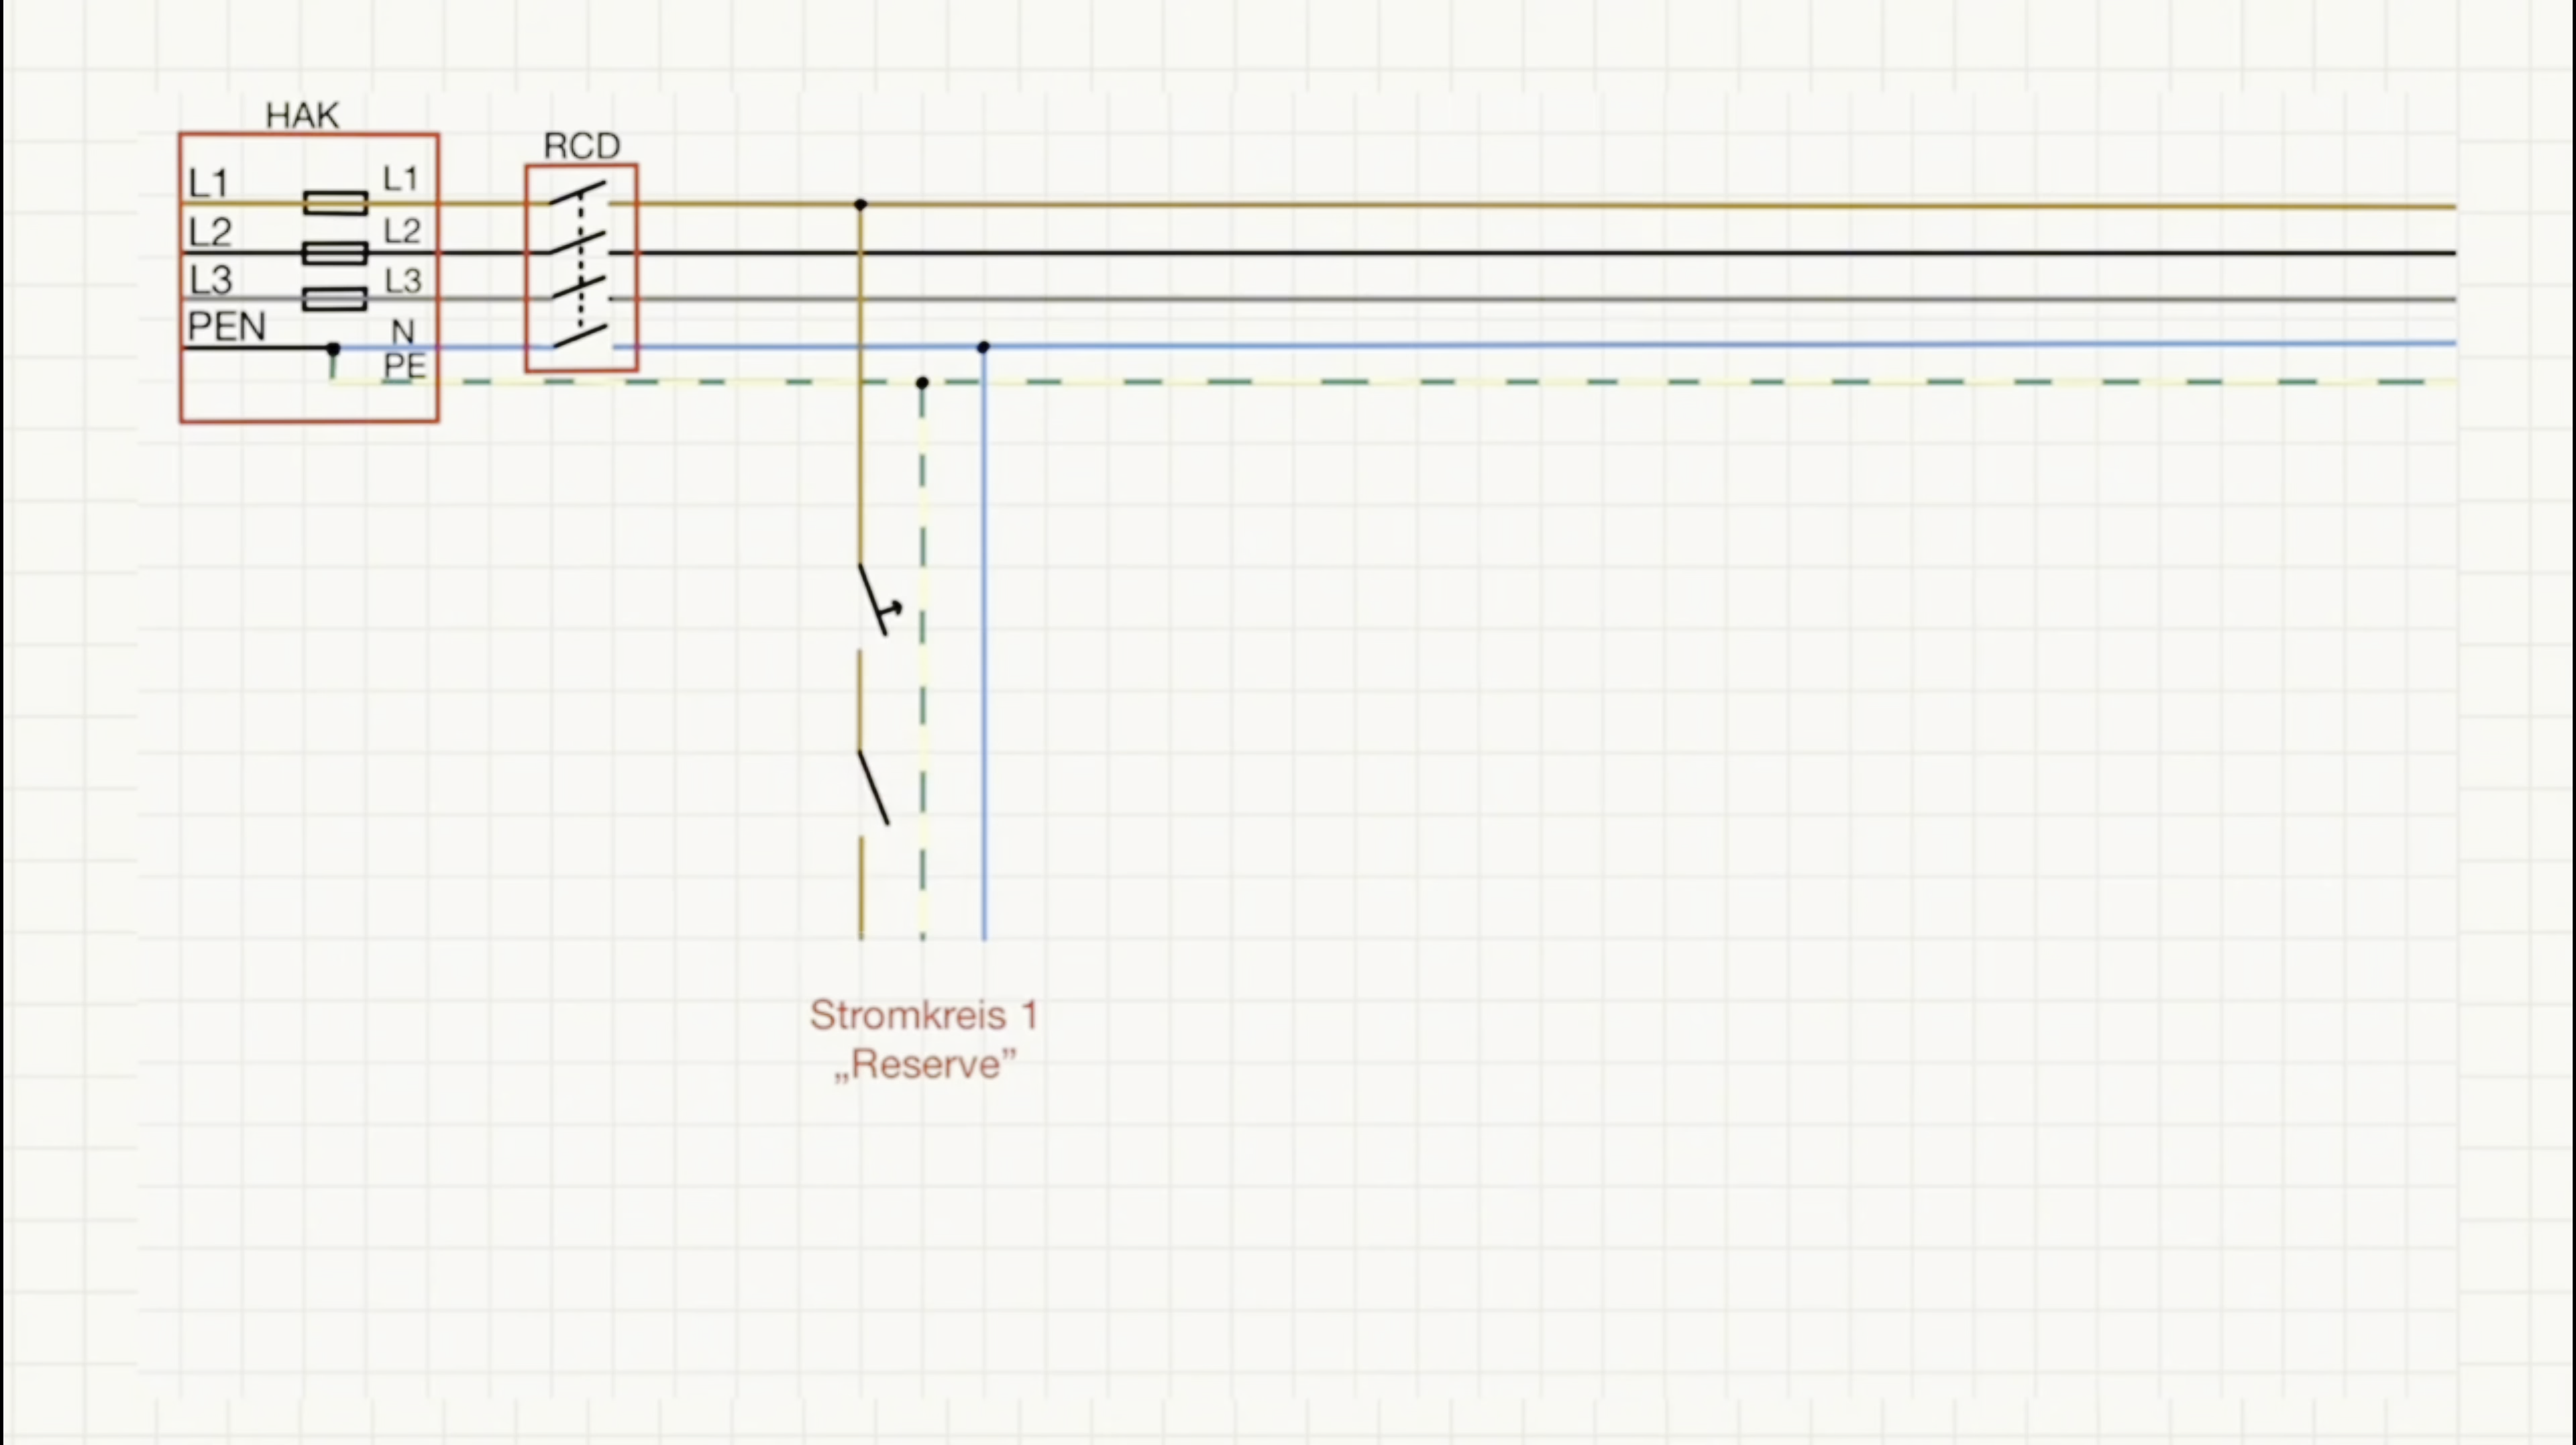 HAK
RCD
L1 L1
L2 L2
L3 L3
PEN N
PE
Stromkreis 1
„Reserve”